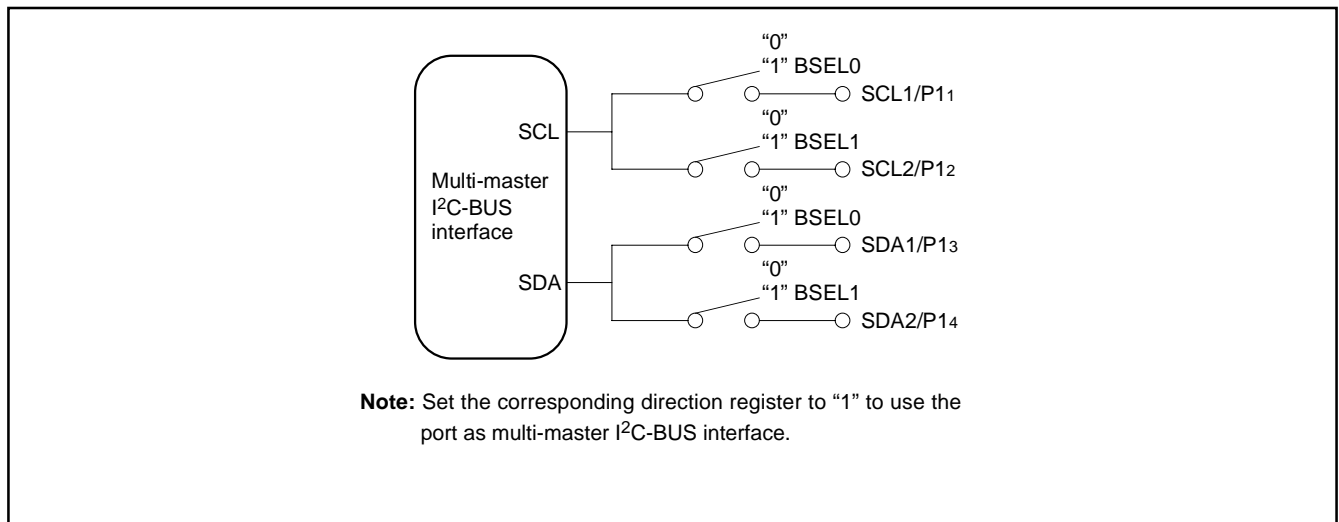 “0”
“1” BSEL0
SCL1/P11
“0”
SCL
“1” BSEL1
SCL2/P12
Multi-master
I2C-BUS
interface
“0”
“1” BSEL0
SDA1/P13
“0”
SDA
“1” BSEL1
SDA2/P14
Note: Set the corresponding direction register to “1” to use the
port as multi-master I2C-BUS interface.